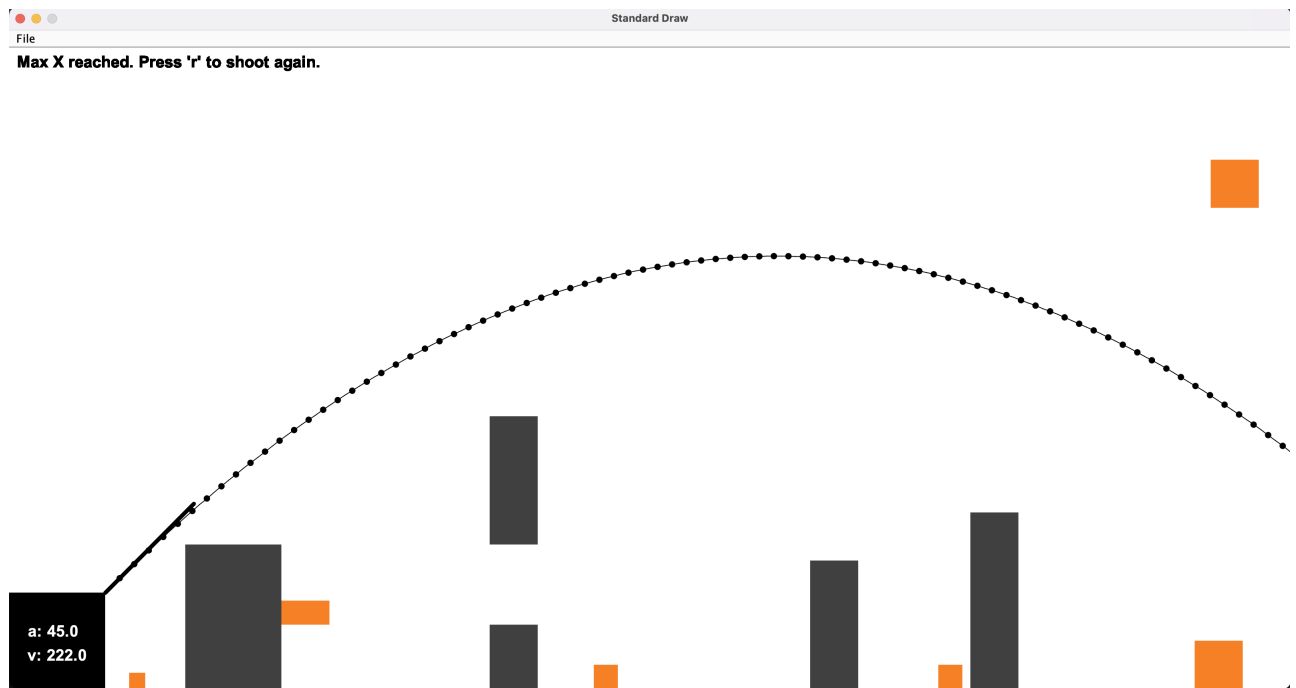 Standard Draw
File
Max X reached. Press 'r' to shoot again.
a: 45.0
v: 222.0